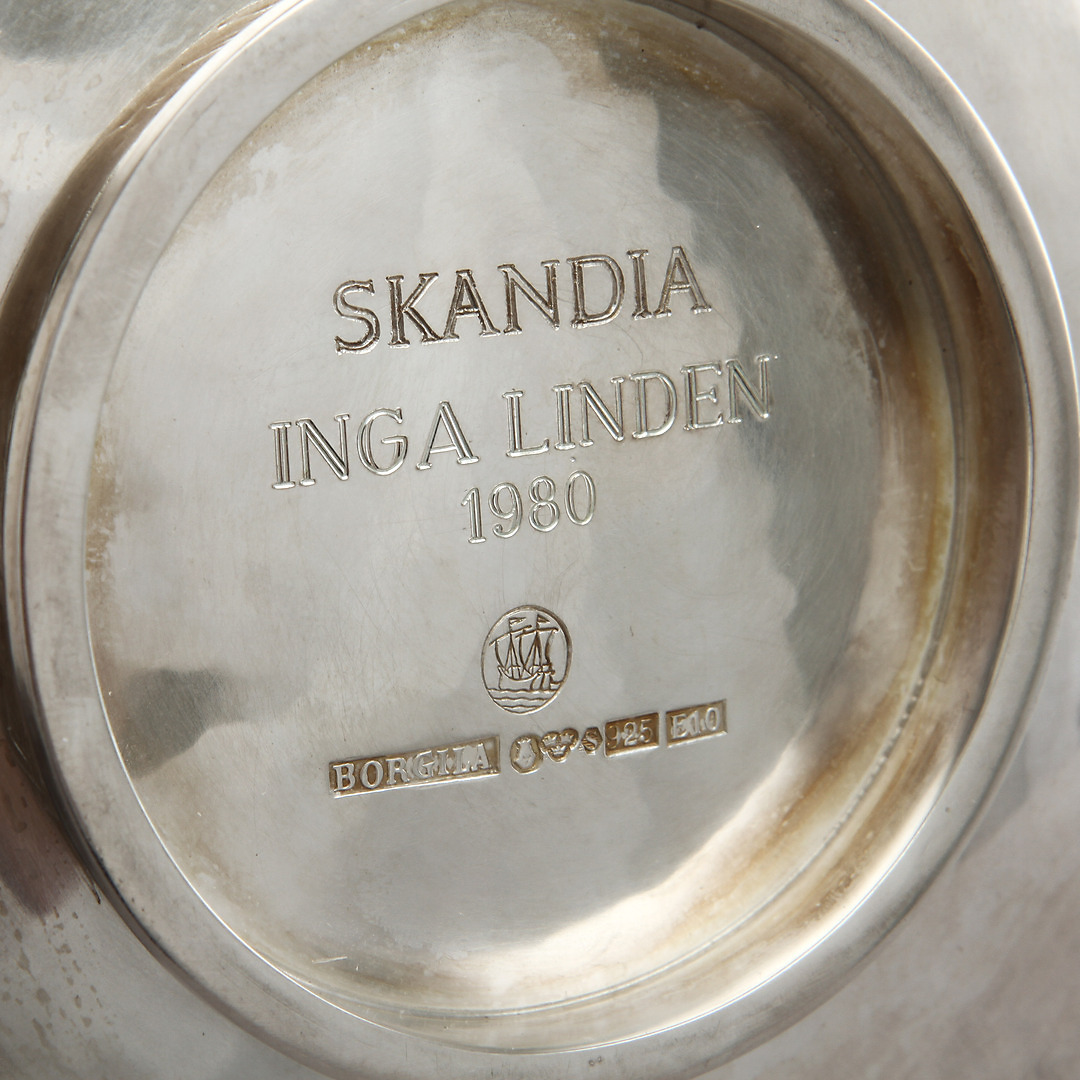 SKANDIA
INGA LINDEN
1980
BORGILA S 925 E10